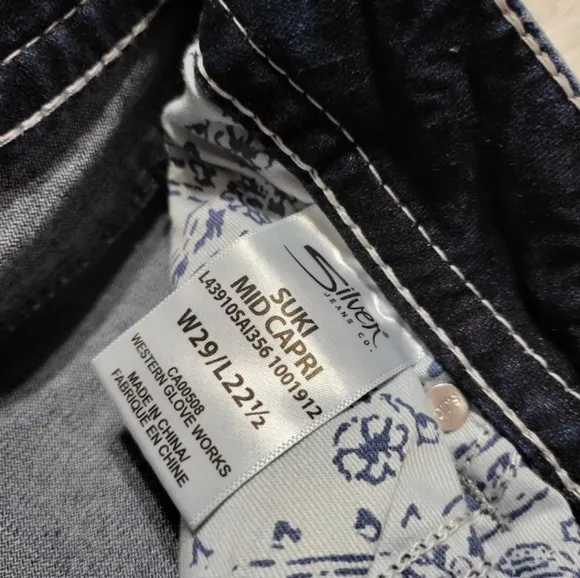 Silver
JEANS CO.
SUKI
MID CAPRI
L43910SAI356 1001912
W29/L22½
CA00508
WESTERN GLOVE WORKS
MADE IN CHINA/
FABRIQUE EN CHINE